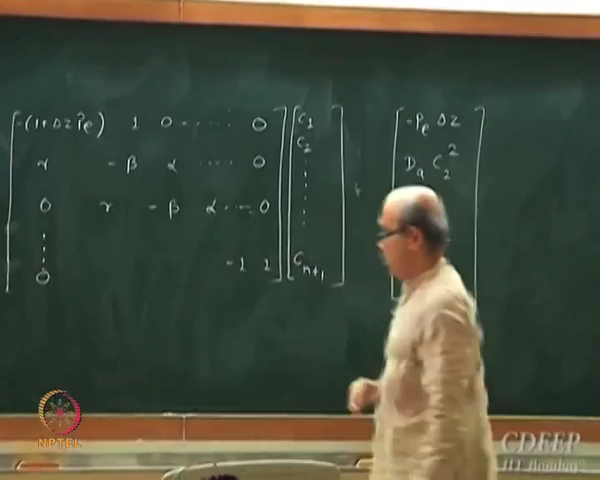 -(1+Δz Pe) 1 0 ...... 0 C1 -Pe Δz
γ -β α ..... 0 C2 Da C2²
0 γ -β α ..... 0
0 -1 1 Cn+1
NPTEL
CDEEP
IIT Bombay